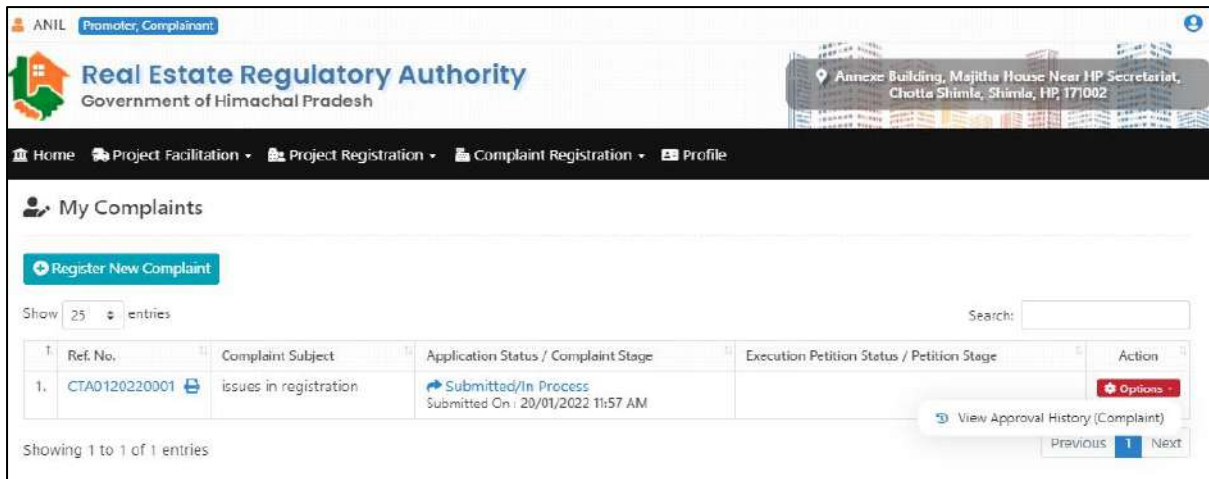 ANIL Promoter, Complainant
Real Estate Regulatory Authority
Government of Himachal Pradesh
Annexe Building, Majitha House Near HP Secretariat,
Chotta Shimla, Shimla, HP, 171002
Home Project Facilitation Project Registration Complaint Registration Profile
My Complaints
Register New Complaint
Show 25 entries Search:
Ref. No. Complaint Subject Application Status / Complaint Stage Execution Petition Status / Petition Stage Action
1. CTA0120220001 issues in registration Submitted/In Process Options
Submitted On : 20/01/2022 11:57 AM
View Approval History (Complaint)
Showing 1 to 1 of 1 entries Previous 1 Next